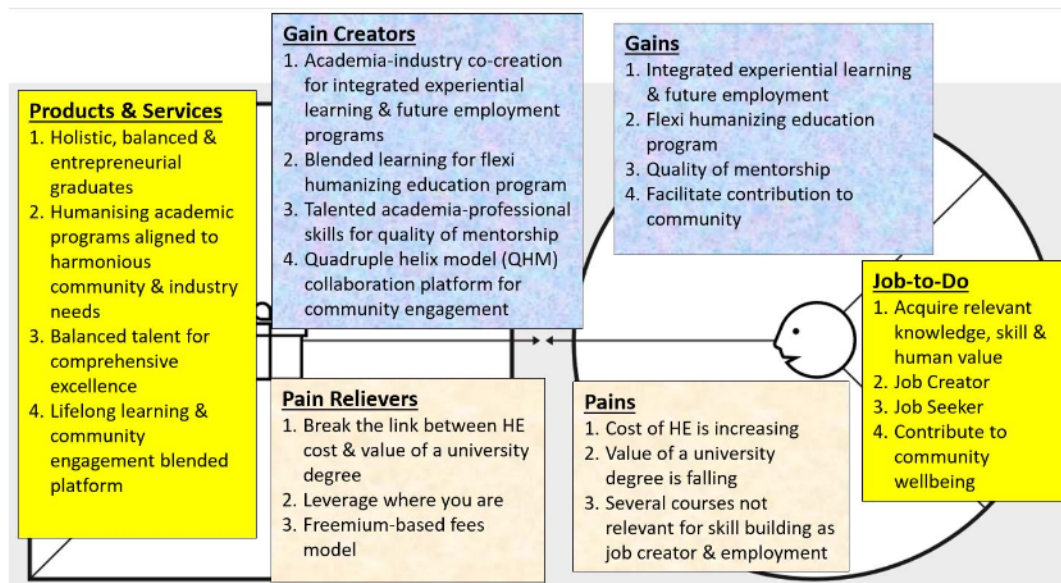 Products & Services
1. Holistic, balanced &
entrepreneurial
graduates
2. Humanising academic
programs aligned to
harmonious
community & industry
needs
3. Balanced talent for
comprehensive
excellence
4. Lifelong learning &
community
engagement blended
platform
Gain Creators
1. Academia-industry co-creation
for integrated experiential
learning & future employment
programs
2. Blended learning for flexi
humanizing education program
3. Talented academia-professional
skills for quality of mentorship
4. Quadruple helix model (QHM)
collaboration platform for
community engagement
Pain Relievers
1. Break the link between HE
cost & value of a university
degree
2. Leverage where you are
3. Freemium-based fees
model
Gains
1. Integrated experiential learning
& future employment
2. Flexi humanizing education
program
3. Quality of mentorship
4. Facilitate contribution to
community
Pains
1. Cost of HE is increasing
2. Value of a university
degree is falling
3. Several courses not
relevant for skill building as
job creator & employment
Job-to-Do
1. Acquire relevant
knowledge, skill &
human value
2. Job Creator
3. Job Seeker
4. Contribute to
community
wellbeing